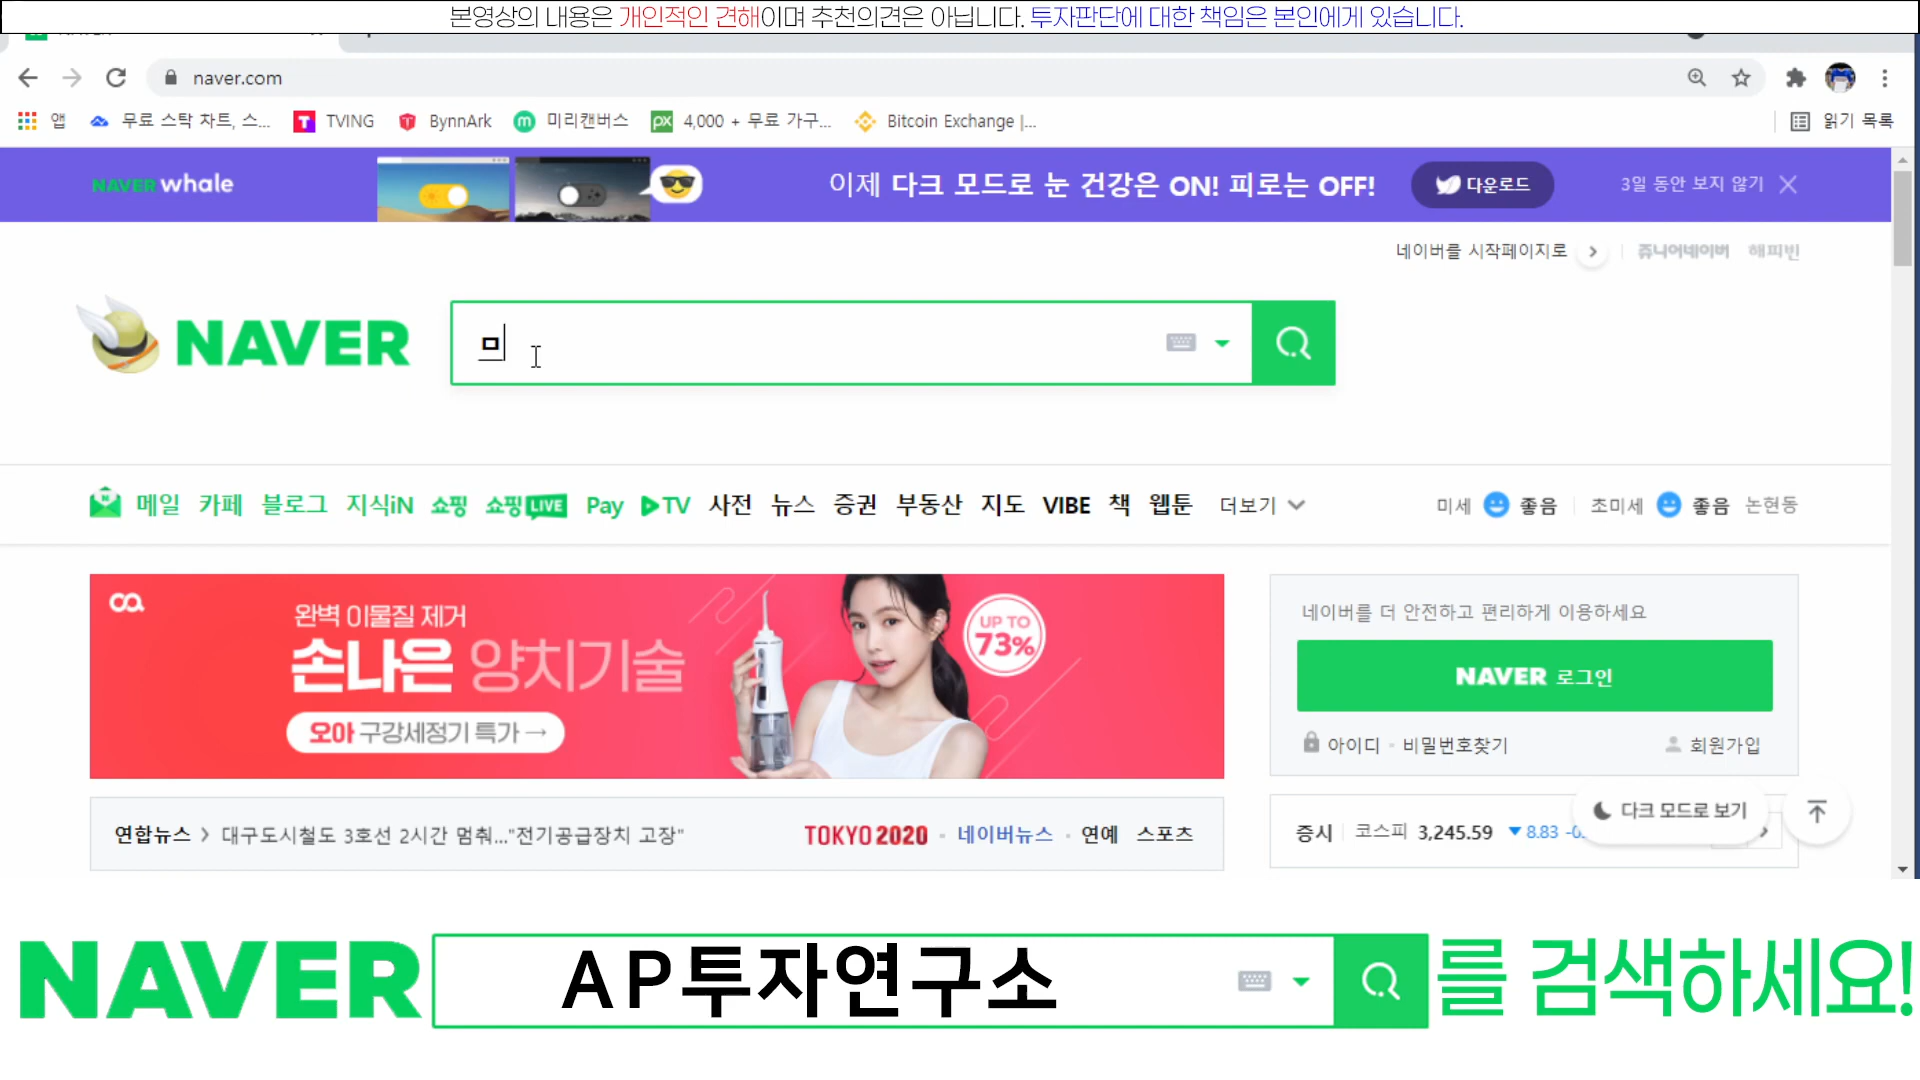 본영상의 내용은 개인적인 견해이며 추천의견은 아닙니다. 투자판단에 대한 책임은 본인에게 있습니다.
naver.com
앱 무료 스탁 차트, 스... TVING BynnArk 미리캔버스 4,000 + 무료 가구... Bitcoin Exchange |... 읽기 목록
NAVER whale 이제 다크 모드로 눈 건강은 ON! 피로는 OFF! 다운로드 3일 동안 보지 않기
네이버를 시작페이지로 쥬니어네이버 해피빈
NAVER ㅁ
메일 카페 블로그 지식iN 쇼핑 쇼핑LIVE Pay TV 사전 뉴스 증권 부동산 지도 VIBE 책 웹툰 더보기 미세 좋음 초미세 좋음 논현동
완벽 이물질 제거
손나은 양치기술
오아 구강세정기 특가 →
UP TO
73%
네이버를 더 안전하고 편리하게 이용하세요
NAVER 로그인
아이디 · 비밀번호찾기 회원가입
다크 모드로 보기
연합뉴스 > 대구도시철도 3호선 2시간 멈춰..."전기공급장치 고장" TOKYO 2020 · 네이버뉴스 · 연예 스포츠
증시 코스피 3,245.59 ▼ 8.83
NAVER AP투자연구소 를 검색하세요!